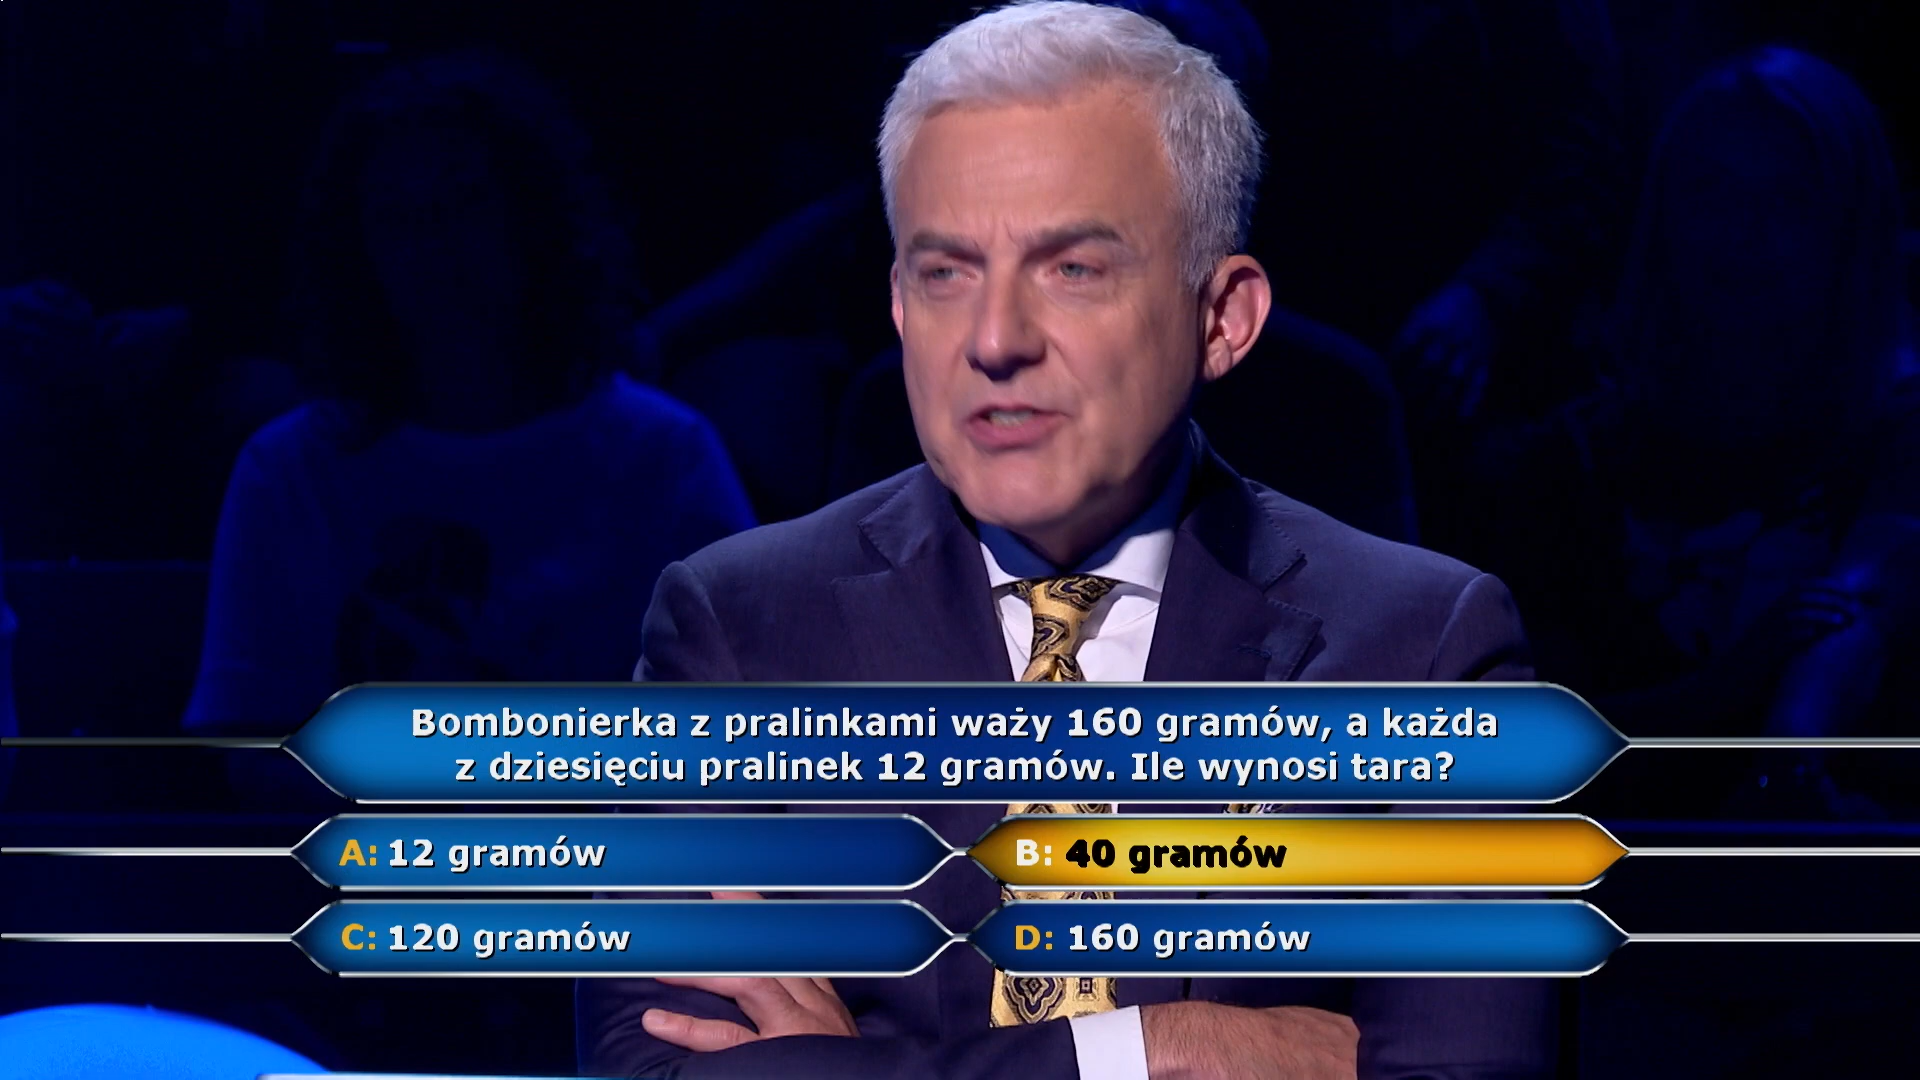 Bombonierka z pralinkami waży 160 gramów, a każda
z dziesięciu pralinek 12 gramów. Ile wynosi tara?
A: 12 gramów
B: 40 gramów
C: 120 gramów
D: 160 gramów